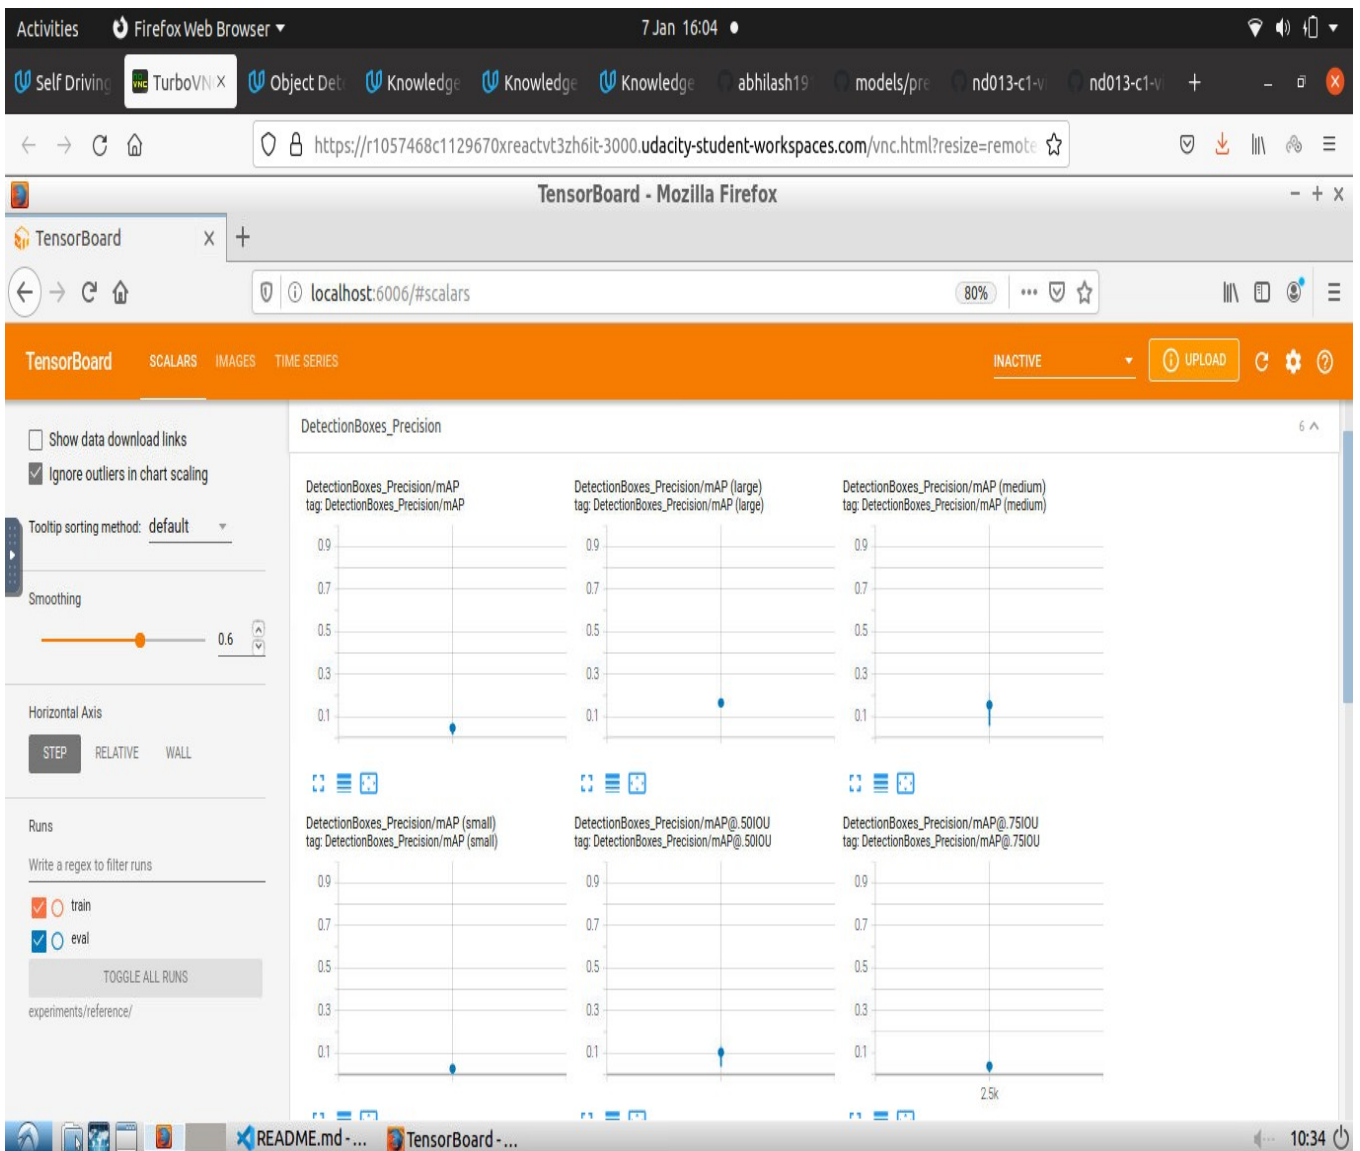 Activities Firefox Web Browser 7 Jan 16:04
Self Driving TurboVN Object Det Knowledge Knowledge Knowledge abhilash19 models/pre nd013-c1-v nd013-c1-v
https://r1057468c1129670xreactvt3zh6it-3000.udacity-student-workspaces.com/vnc.html?resize=remote
TensorBoard - Mozilla Firefox
TensorBoard
localhost:6006/#scalars 80%
TensorBoard SCALARS IMAGES TIME SERIES INACTIVE UPLOAD
Show data download links
Ignore outliers in chart scaling
Tooltip sorting method: default
Smoothing
0.6
Horizontal Axis
STEP RELATIVE WALL
Runs
Write a regex to filter runs
train
eval
TOGGLE ALL RUNS
experiments/reference/
DetectionBoxes_Precision 6
DetectionBoxes_Precision/mAP
tag: DetectionBoxes_Precision/mAP
0.9
0.7
0.5
0.3
0.1
DetectionBoxes_Precision/mAP (large)
tag: DetectionBoxes_Precision/mAP (large)
0.9
0.7
0.5
0.3
0.1
DetectionBoxes_Precision/mAP (medium)
tag: DetectionBoxes_Precision/mAP (medium)
0.9
0.7
0.5
0.3
0.1
DetectionBoxes_Precision/mAP (small)
tag: DetectionBoxes_Precision/mAP (small)
0.9
0.7
0.5
0.3
0.1
DetectionBoxes_Precision/mAP@.50IOU
tag: DetectionBoxes_Precision/mAP@.50IOU
0.9
0.7
0.5
0.3
0.1
DetectionBoxes_Precision/mAP@.75IOU
tag: DetectionBoxes_Precision/mAP@.75IOU
0.9
0.7
0.5
0.3
0.1
2.5k
README.md - ... TensorBoard - ... 10:34